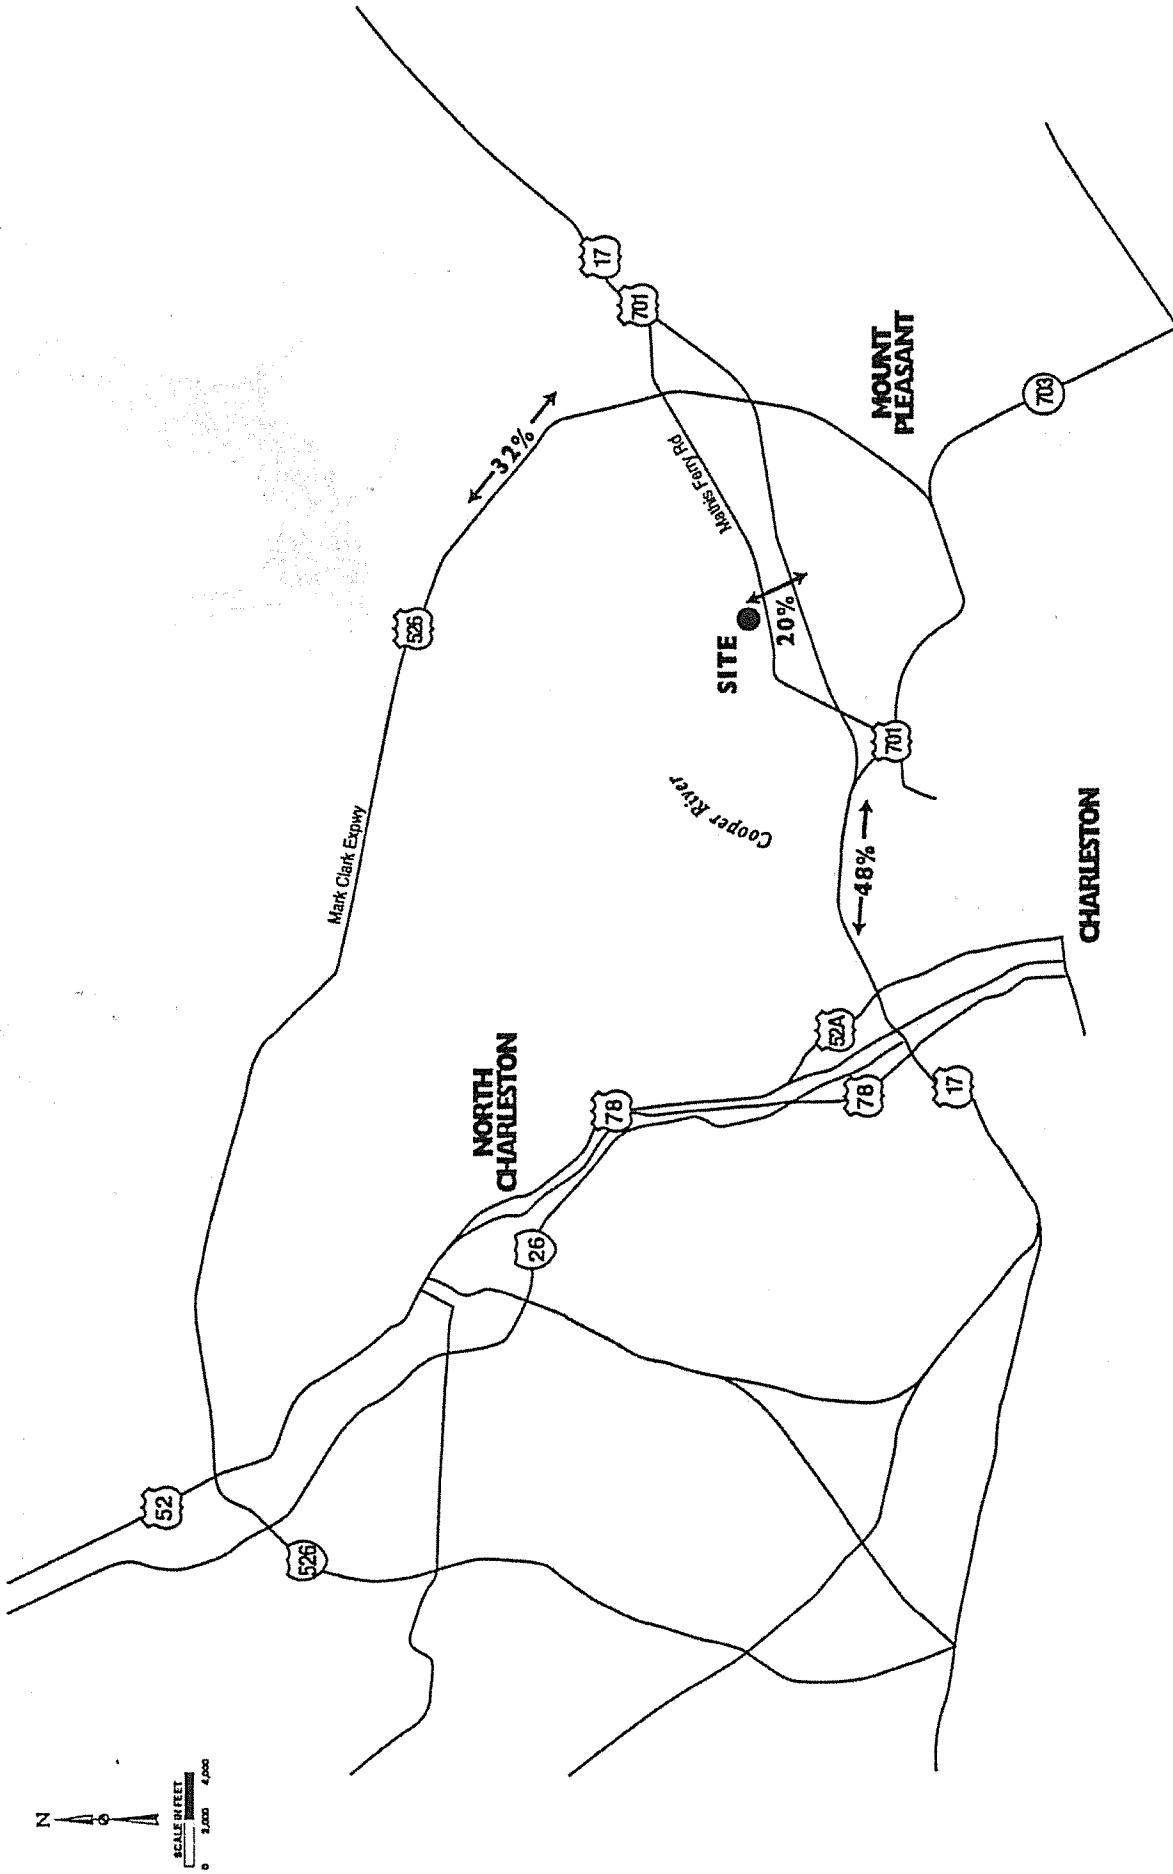 N
SCALE IN FEET
0 2,000 4,000
52
526
Mark Clark Expwy
526
32%
17
701
26
NORTH
CHARLESTON
78
Cooper River
SITE
20%
Mathis Ferry Rd
MOUNT
PLEASANT
703
52A
78
17
48%
701
CHARLESTON